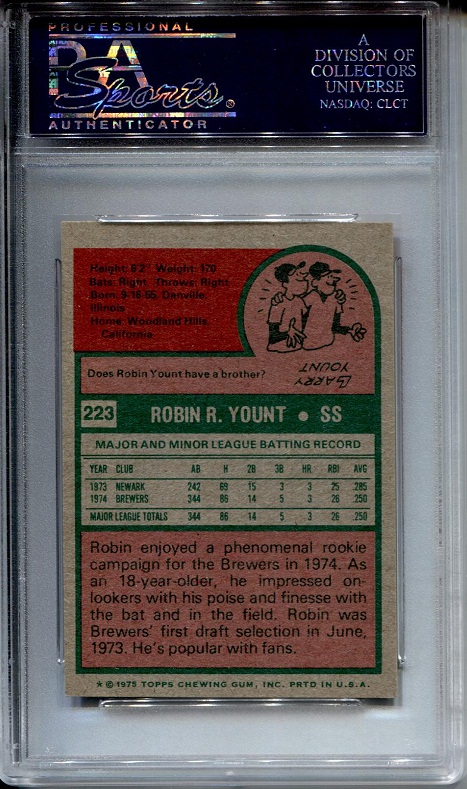 PROFESSIONAL
PSA
Sports®
AUTHENTICATOR
A
DIVISION OF
COLLECTORS
UNIVERSE
NASDAQ: CLCT
Height: 6'2" Weight: 170
Bats: Right Throws: Right
Born: 9-16-55, Danville,
Illinois
Home: Woodland Hills,
California
Does Robin Yount have a brother?
LARRY
YOUNT
223 ROBIN R. YOUNT • SS
MAJOR AND MINOR LEAGUE BATTING RECORD
YEAR CLUB AB H 2B 3B HR RBI AVG
1973 NEWARK 242 69 15 3 3 25 .285
1974 BREWERS 344 86 14 5 3 26 .250
MAJOR LEAGUE TOTALS 344 86 14 5 3 26 .250
Robin enjoyed a phenomenal rookie
campaign for the Brewers in 1974. As
an 18-year-older, he impressed on-
lookers with his poise and finesse with
the bat and in the field. Robin was
Brewers' first draft selection in June,
1973. He's popular with fans.
★ © 1975 TOPPS CHEWING GUM, INC. PRTD IN U.S.A.